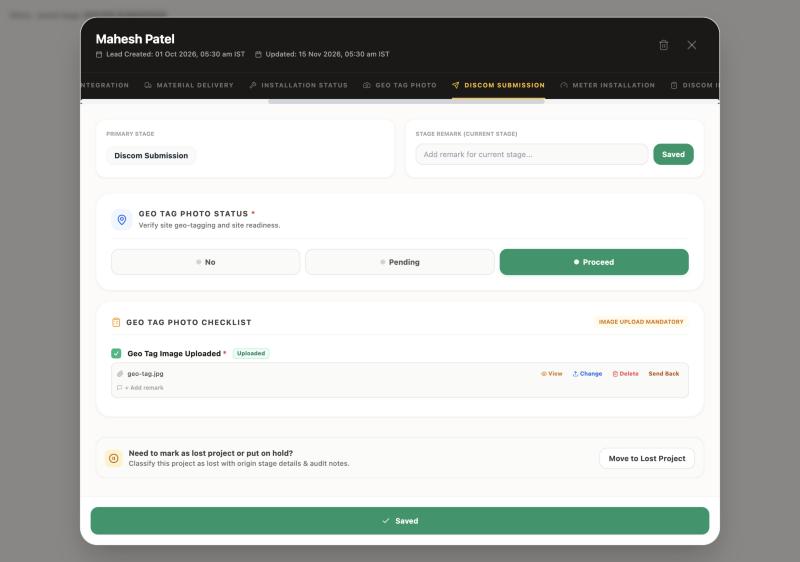 Mahesh Patel
Lead Created: 01 Oct 2026, 05:30 am IST Updated: 15 Nov 2026, 05:30 am IST
NTEGRATION MATERIAL DELIVERY INSTALLATION STATUS GEO TAG PHOTO DISCOM SUBMISSION METER INSTALLATION DISCOM I
PRIMARY STAGE
Discom Submission
STAGE REMARK (CURRENT STAGE)
Add remark for current stage...
Saved
GEO TAG PHOTO STATUS *
Verify site geo-tagging and site readiness.
No Pending Proceed
GEO TAG PHOTO CHECKLIST IMAGE UPLOAD MANDATORY
Geo Tag Image Uploaded * Uploaded
geo-tag.jpg View Change Delete Send Back
+ Add remark
Need to mark as lost project or put on hold?
Classify this project as lost with origin stage details & audit notes.
Move to Lost Project
Saved